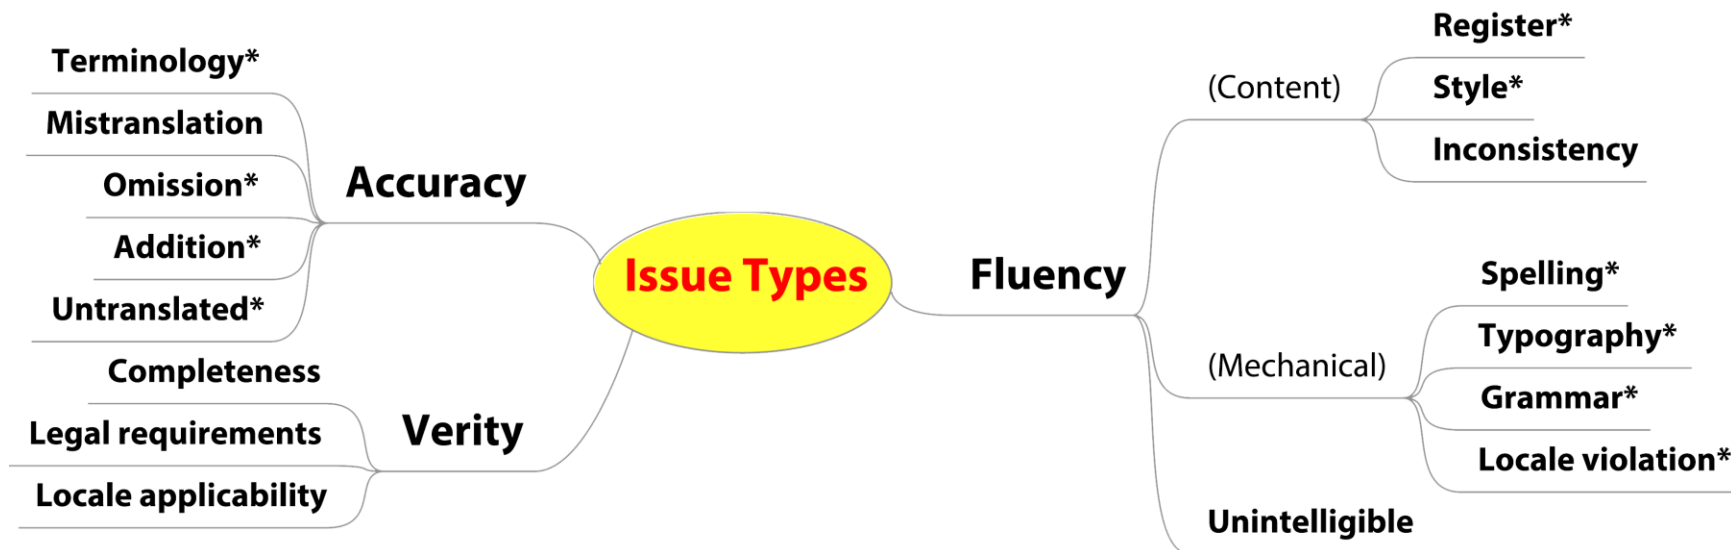 Issue Types
Accuracy
Terminology*
Mistranslation
Omission*
Addition*
Untranslated*
Verity
Completeness
Legal requirements
Locale applicability
Fluency
(Content)
Register*
Style*
Inconsistency
(Mechanical)
Spelling*
Typography*
Grammar*
Locale violation*
Unintelligible